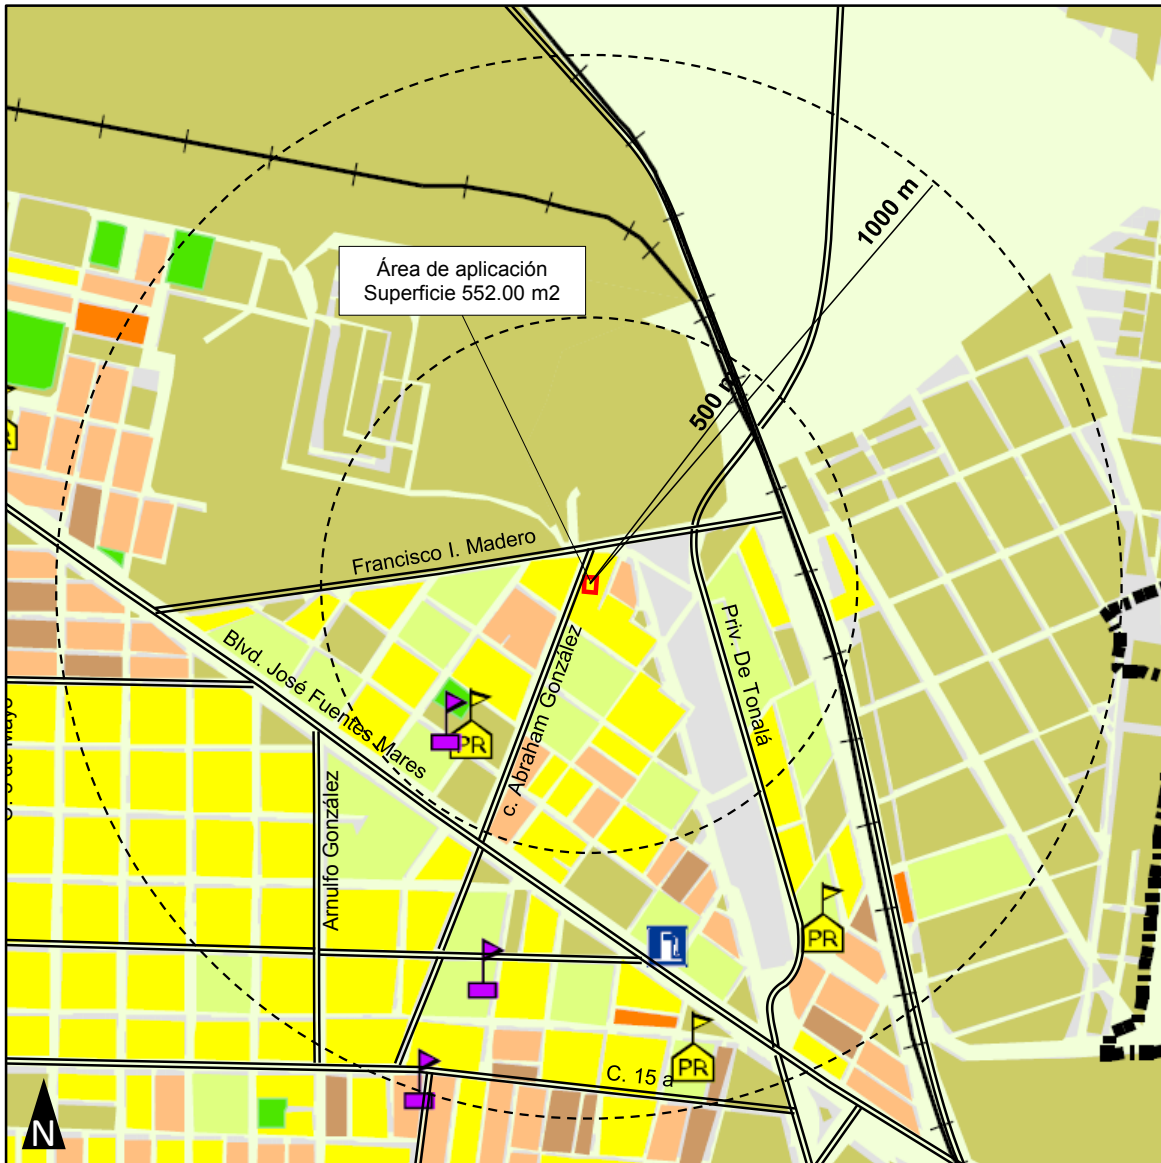 1000 m
Área de aplicación
Superficie 552.00 m2
500 m
Francisco I. Madero
Blvd. José Fuentes Mares
c. Abraham González
Priv. De Tonalá
Arnulfo González
PR
PR
PR
C. 15 a
N